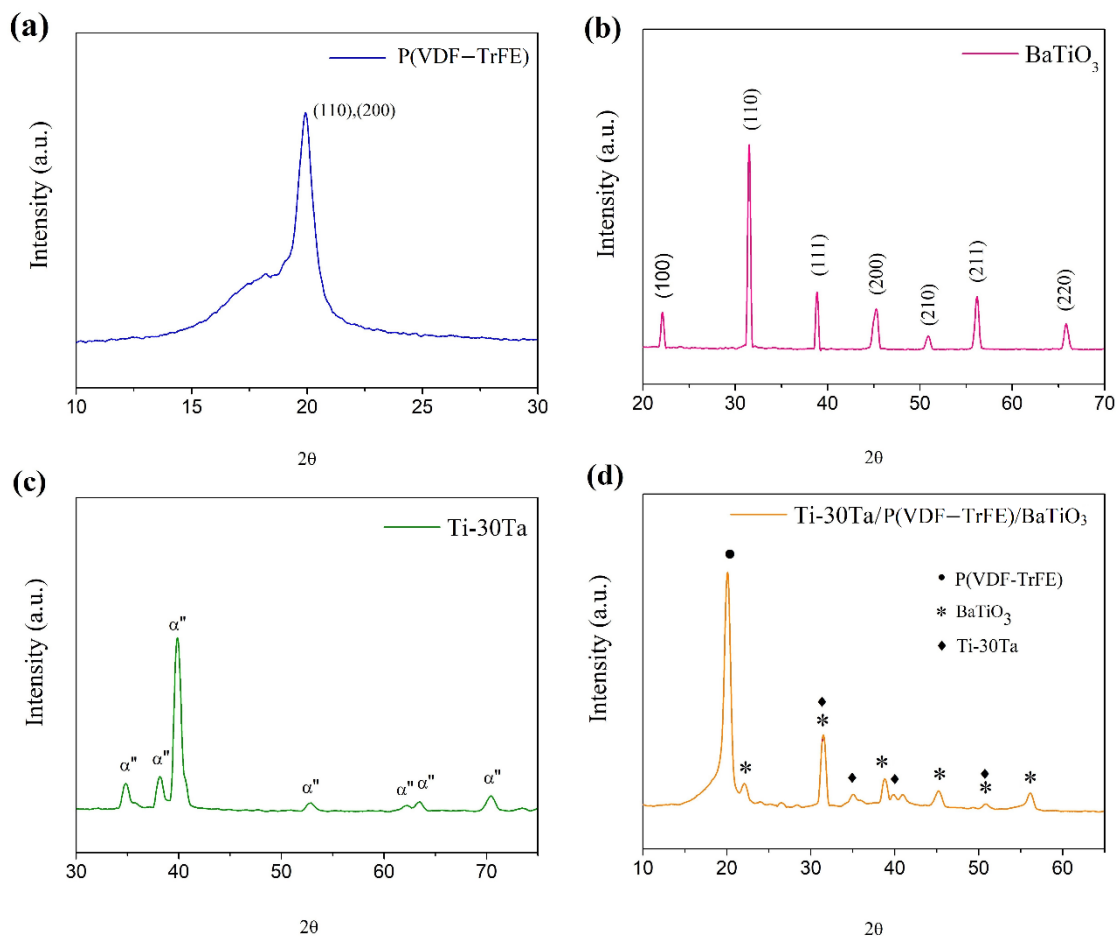 (a)
P(VDF−TrFE)
(110),(200)
Intensity (a.u.)
10 15 20 25 30
2θ
(b)
BaTiO3
(100)
(110)
(111)
(200)
(210)
(211)
(220)
Intensity (a.u.)
20 30 40 50 60 70
2θ
(c)
Ti-30Ta
α"
α"
α"
α"
α"
α"
α"
Intensity (a.u.)
30 40 50 60 70
2θ
(d)
Ti-30Ta/P(VDF−TrFE)/BaTiO3
● P(VDF-TrFE)
* BaTiO3
♦ Ti-30Ta
Intensity (a.u.)
10 20 30 40 50 60
2θ